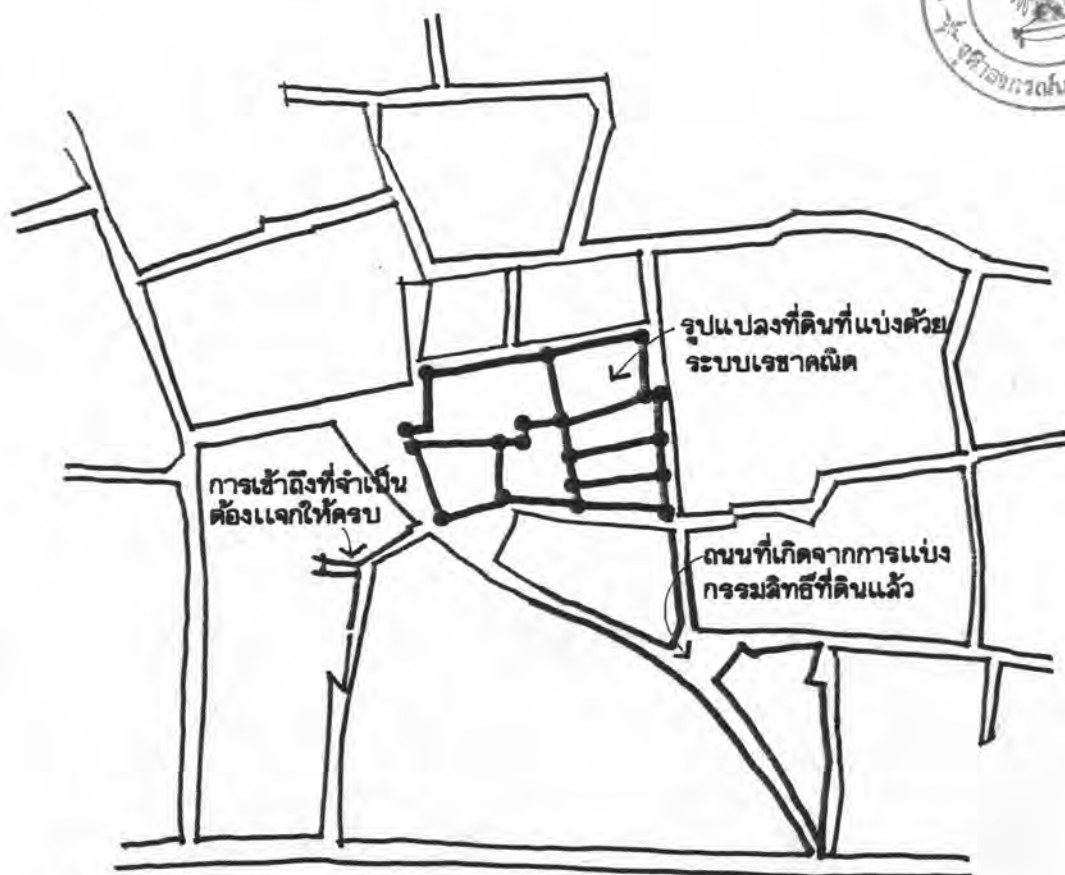 รูปแปลงที่ดินที่แบ่งด้วย
ระบบเรขาคณิต
การเข้าถึงที่จำเป็น
ต้องแจกให้ครบ
ถนนที่เกิดจากการแบ่ง
กรรมสิทธิ์ที่ดินแล้ว